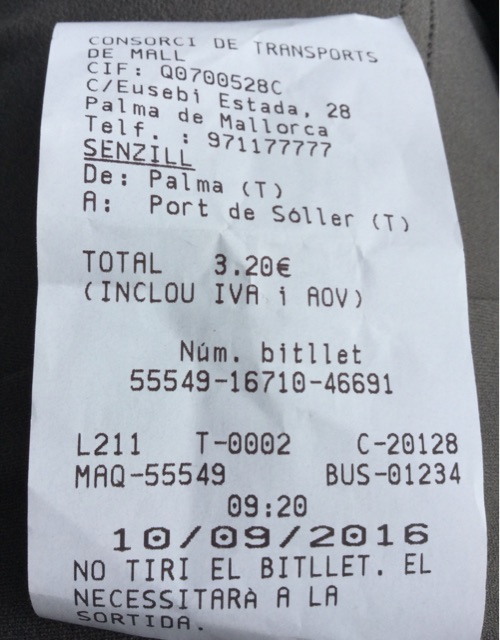 CONSORCI DE TRANSPORTS
DE MALL
CIF: Q0700528C
C/Eusebi Estada, 28
Palma de Mallorca
Telf. : 971177777
SENZILL
De: Palma (T)
A: Port de Sóller (T)
TOTAL 3.20€
(INCLOU IVA i AOV)
Núm. bitllet
55549-16710-46691
L211 T-0002 C-20128
MAQ-55549 BUS-01234
09:20
10/09/2016
NO TIRI EL BITLLET. EL
NECESSITARÀ A LA
SORTIDA.